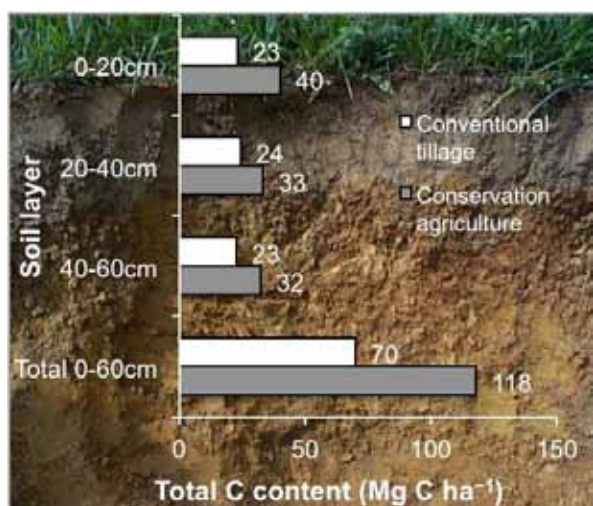 0-20cm
23
40
Conventional
tillage
20-40cm
24
33
Conservation
agriculture
Soil layer
40-60cm
23
32
Total 0-60cm
70
118
0
50
100
150
Total C content (Mg C ha⁻¹)